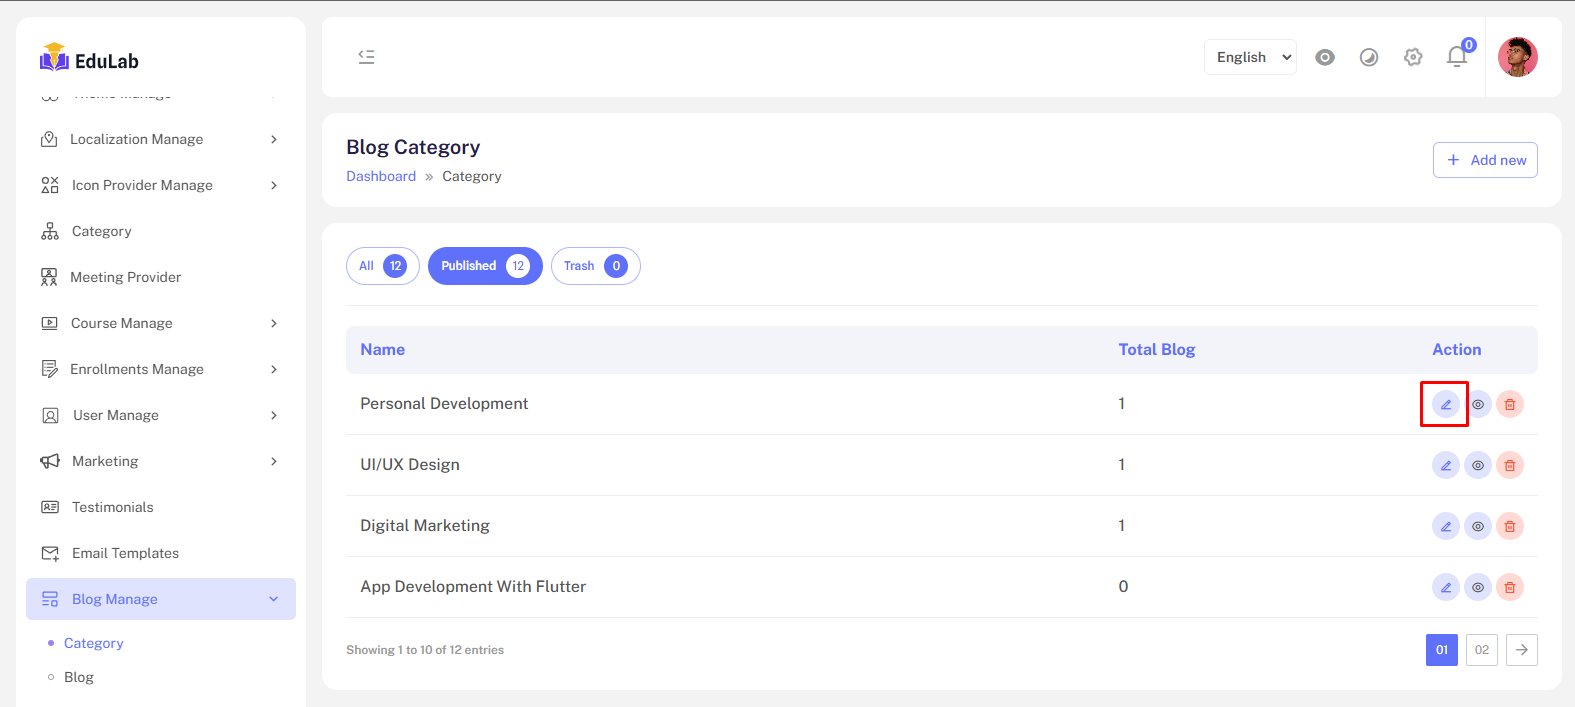 EduLab
Theme Manage
Localization Manage
Icon Provider Manage
Category
Meeting Provider
Course Manage
Enrollments Manage
User Manage
Marketing
Testimonials
Email Templates
Blog Manage
Category
Blog
English
0
Blog Category
Dashboard » Category
+ Add new
All 12
Published 12
Trash 0
Name Total Blog Action
Personal Development 1
UI/UX Design 1
Digital Marketing 1
App Development With Flutter 0
Showing 1 to 10 of 12 entries
01 02